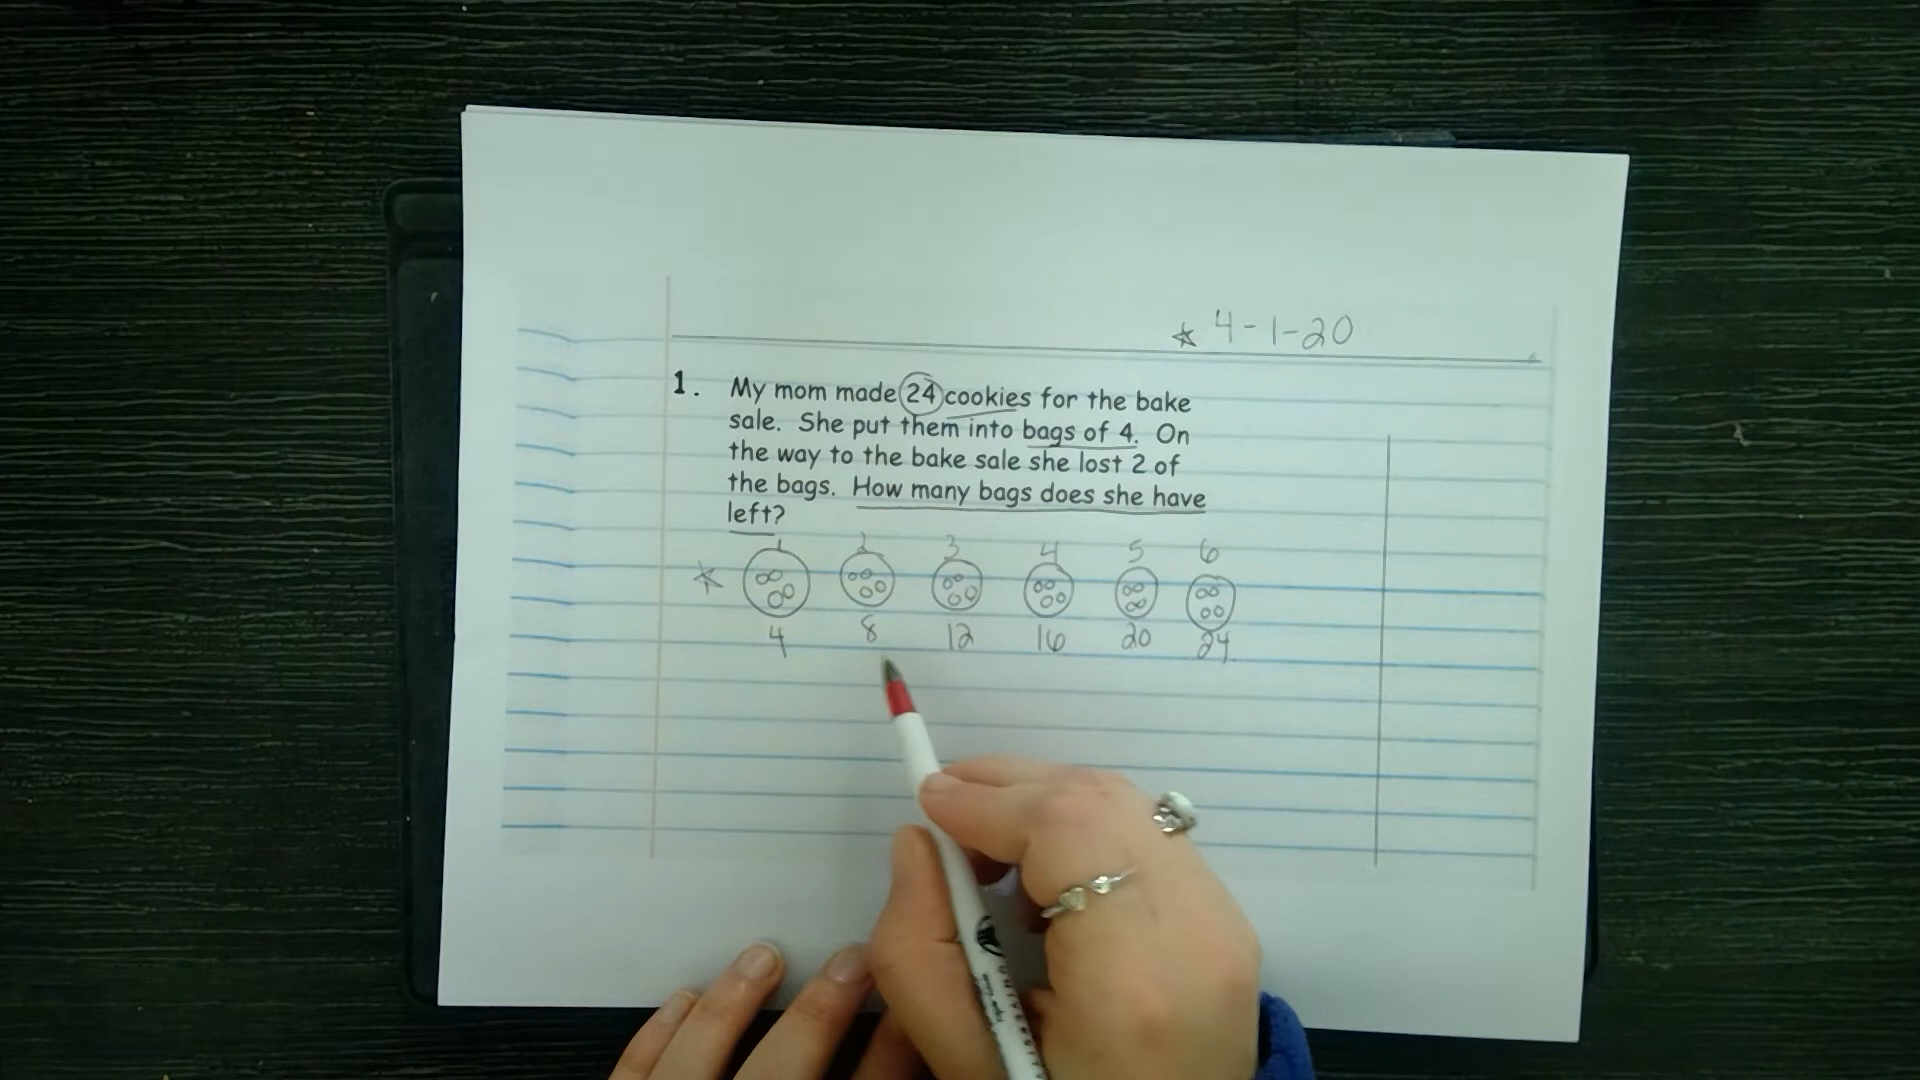 ★ 4-1-20
1. My mom made 24 cookies for the bake
sale. She put them into bags of 4. On
the way to the bake sale she lost 2 of
the bags. How many bags does she have
left?
1 2 3 4 5 6
★
4 8 12 16 20 24
UNIVERSITY